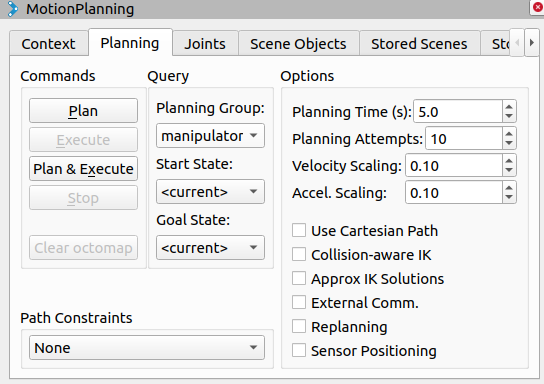 MotionPlanning
Context Planning Joints Scene Objects Stored Scenes
Commands
Plan
Execute
Plan & Execute
Stop
Clear octomap
Query
Planning Group:
manipulator
Start State:
<current>
Goal State:
<current>
Options
Planning Time (s): 5.0
Planning Attempts: 10
Velocity Scaling: 0.10
Accel. Scaling: 0.10
Use Cartesian Path
Collision-aware IK
Approx IK Solutions
External Comm.
Replanning
Sensor Positioning
Path Constraints
None